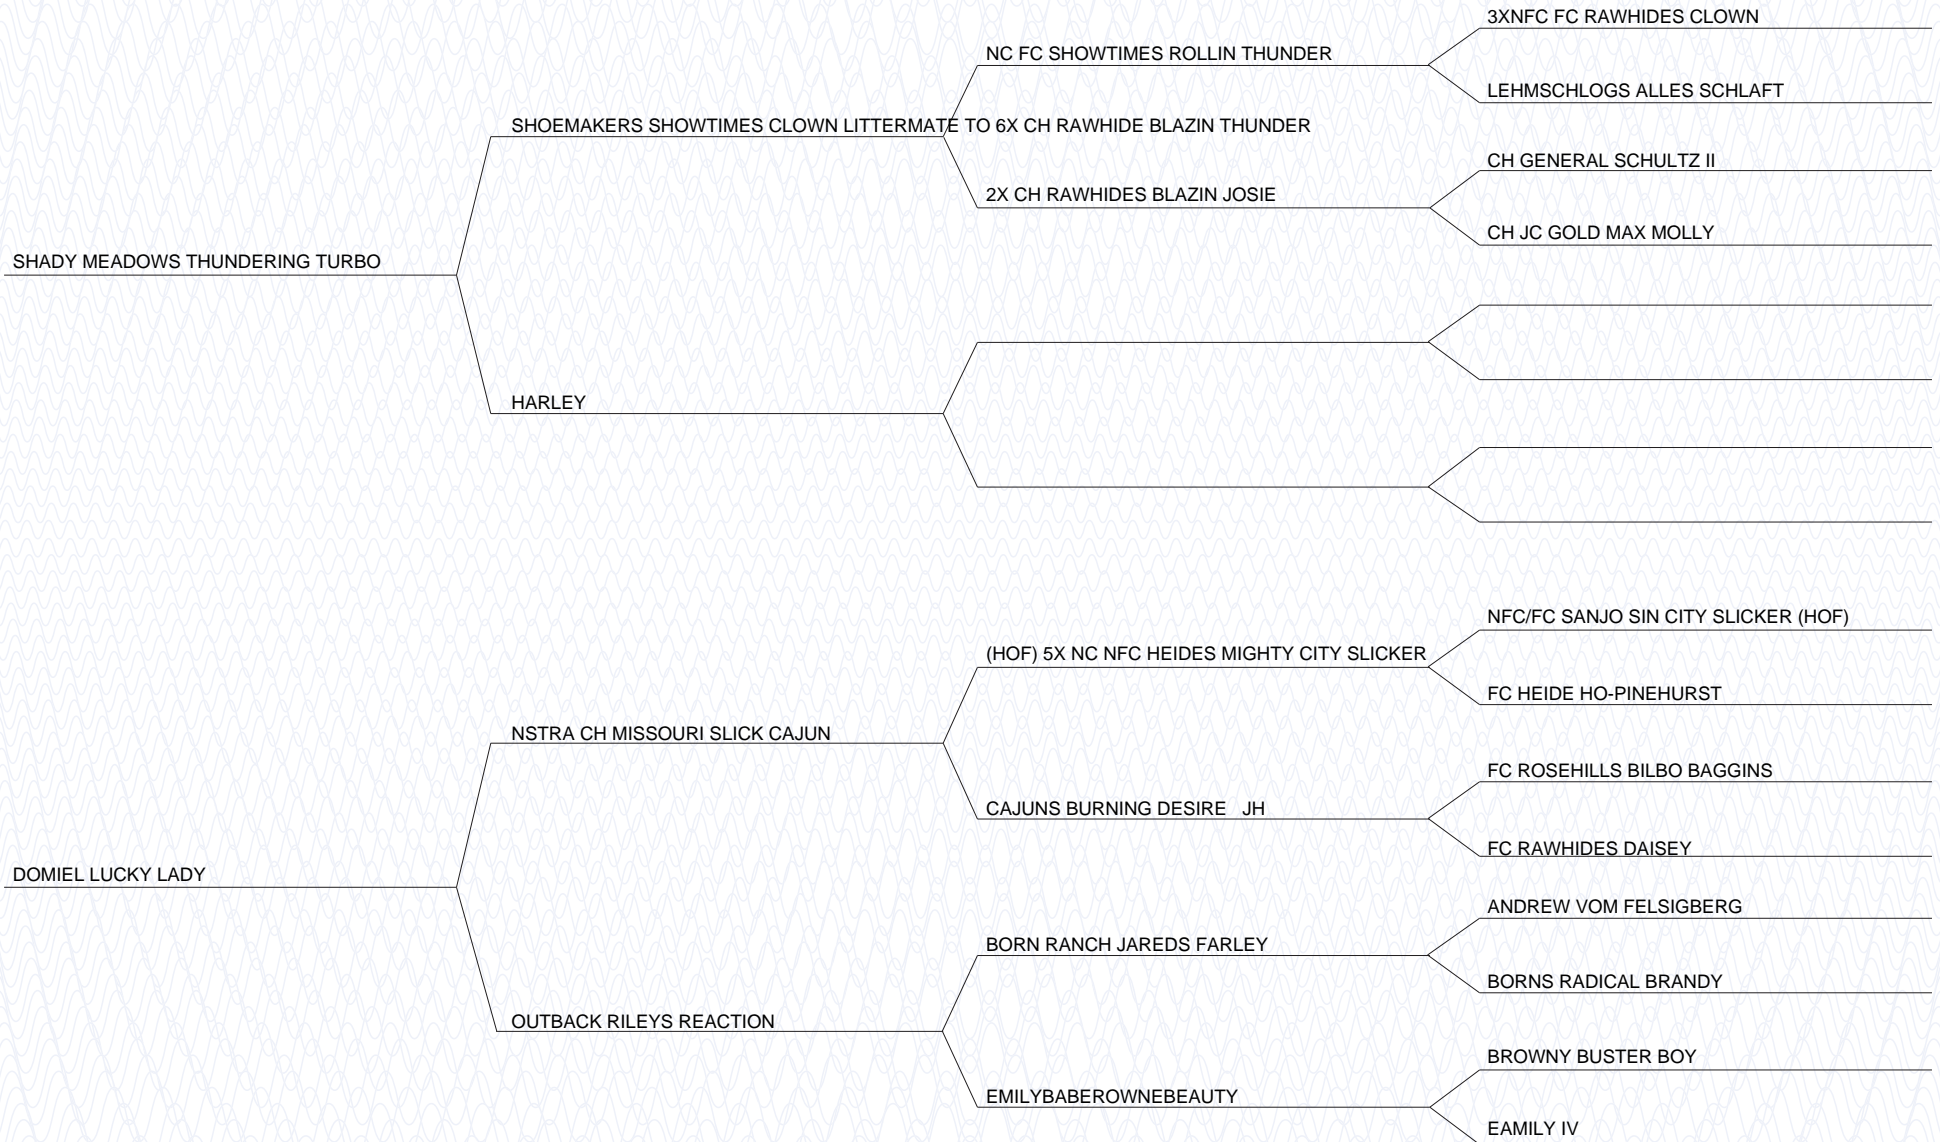 3XNFC FC RAWHIDES CLOWN
NC FC SHOWTIMES ROLLIN THUNDER
LEHMSCHLOGS ALLES SCHLAFT
SHOEMAKERS SHOWTIMES CLOWN LITTERMATE TO 6X CH RAWHIDE BLAZIN THUNDER
CH GENERAL SCHULTZ II
2X CH RAWHIDES BLAZIN JOSIE
CH JC GOLD MAX MOLLY
SHADY MEADOWS THUNDERING TURBO
HARLEY
NFC/FC SANJO SIN CITY SLICKER (HOF)
(HOF) 5X NC NFC HEIDES MIGHTY CITY SLICKER
FC HEIDE HO-PINEHURST
NSTRA CH MISSOURI SLICK CAJUN
FC ROSEHILLS BILBO BAGGINS
CAJUNS BURNING DESIRE   JH
FC RAWHIDES DAISEY
DOMIEL LUCKY LADY
ANDREW VOM FELSIGBERG
BORN RANCH JAREDS FARLEY
BORNS RADICAL BRANDY
OUTBACK RILEYS REACTION
BROWNY BUSTER BOY
EMILYBABEROWNEBEAUTY
EAMILY IV